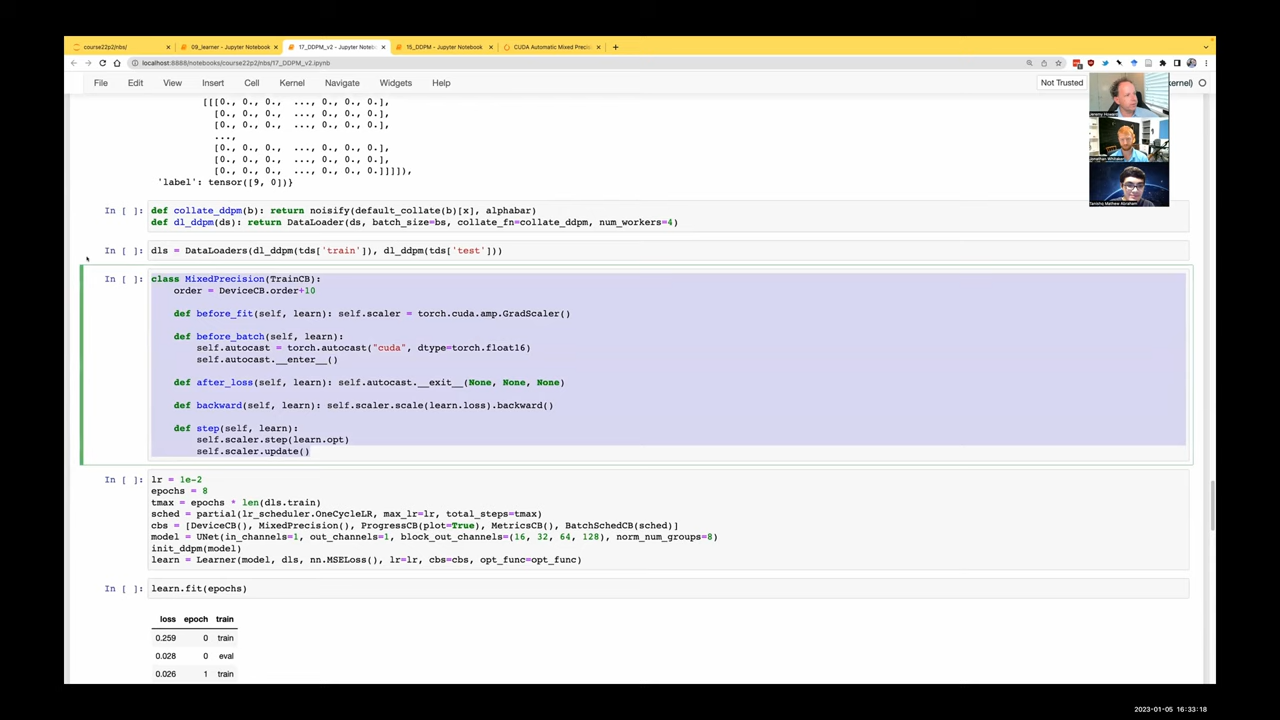 course22p2/nbs/
09_learner - Jupyter Notebook
17_DDPM_v2 - Jupyter Noteb
15_DDPM - Jupyter Notebook
CUDA Automatic Mixed Preci
localhost:8888/notebooks/course22p2/nbs/17_DDPM_v2.ipynb
File Edit View Insert Cell Kernel Navigate Widgets Help Not Trusted kernel)
[[[0., 0., 0., ..., 0., 0., 0.],
[0., 0., 0., ..., 0., 0., 0.],
[0., 0., 0., ..., 0., 0., 0.],
...,
[0., 0., 0., ..., 0., 0., 0.],
[0., 0., 0., ..., 0., 0., 0.],
[0., 0., 0., ..., 0., 0., 0.]]]]),
'label': tensor([9, 0])}
Jeremy Howard
Jonathan Whitaker
Tanishq Mathew Abraham
In [ ]: def collate_ddpm(b): return noisify(default_collate(b)[x], alphabar)
def dl_ddpm(ds): return DataLoader(ds, batch_size=bs, collate_fn=collate_ddpm, num_workers=4)
In [ ]: dls = DataLoaders(dl_ddpm(tds['train']), dl_ddpm(tds['test']))
In [ ]: class MixedPrecision(TrainCB):
order = DeviceCB.order+10
def before_fit(self, learn): self.scaler = torch.cuda.amp.GradScaler()
def before_batch(self, learn):
self.autocast = torch.autocast("cuda", dtype=torch.float16)
self.autocast.__enter__()
def after_loss(self, learn): self.autocast.__exit__(None, None, None)
def backward(self, learn): self.scaler.scale(learn.loss).backward()
def step(self, learn):
self.scaler.step(learn.opt)
self.scaler.update()
In [ ]: lr = 1e-2
epochs = 8
tmax = epochs * len(dls.train)
sched = partial(lr_scheduler.OneCycleLR, max_lr=lr, total_steps=tmax)
cbs = [DeviceCB(), MixedPrecision(), ProgressCB(plot=True), MetricsCB(), BatchSchedCB(sched)]
model = UNet(in_channels=1, out_channels=1, block_out_channels=(16, 32, 64, 128), norm_num_groups=8)
init_ddpm(model)
learn = Learner(model, dls, nn.MSELoss(), lr=lr, cbs=cbs, opt_func=opt_func)
In [ ]: learn.fit(epochs)
loss epoch train
0.259 0 train
0.028 0 eval
0.026 1 train
2023-01-05 16:33:18